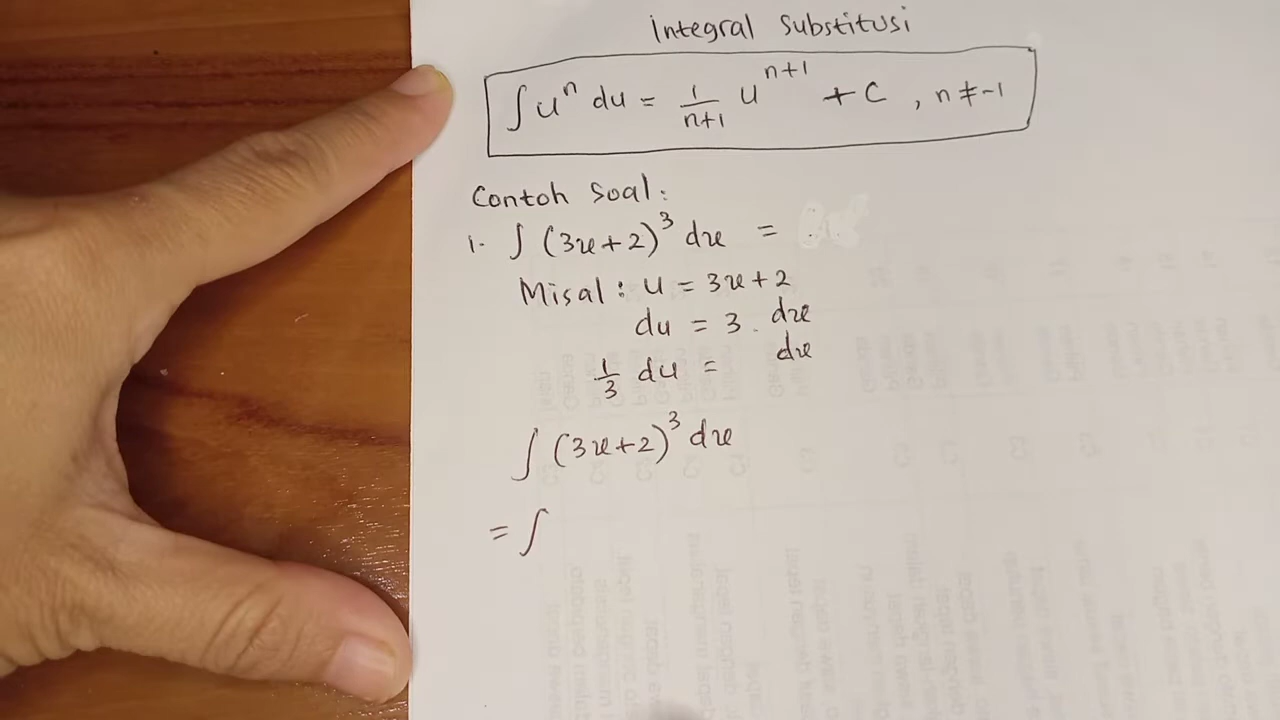 Integral Substitusi
∫ u^n du = 1/(n+1) u^(n+1) + C , n ≠ -1
Contoh Soal:
1. ∫ (3x+2)^3 dx =
Misal : u = 3x+2
du = 3 . dx
1/3 du = dx
∫ (3x+2)^3 dx
= ∫